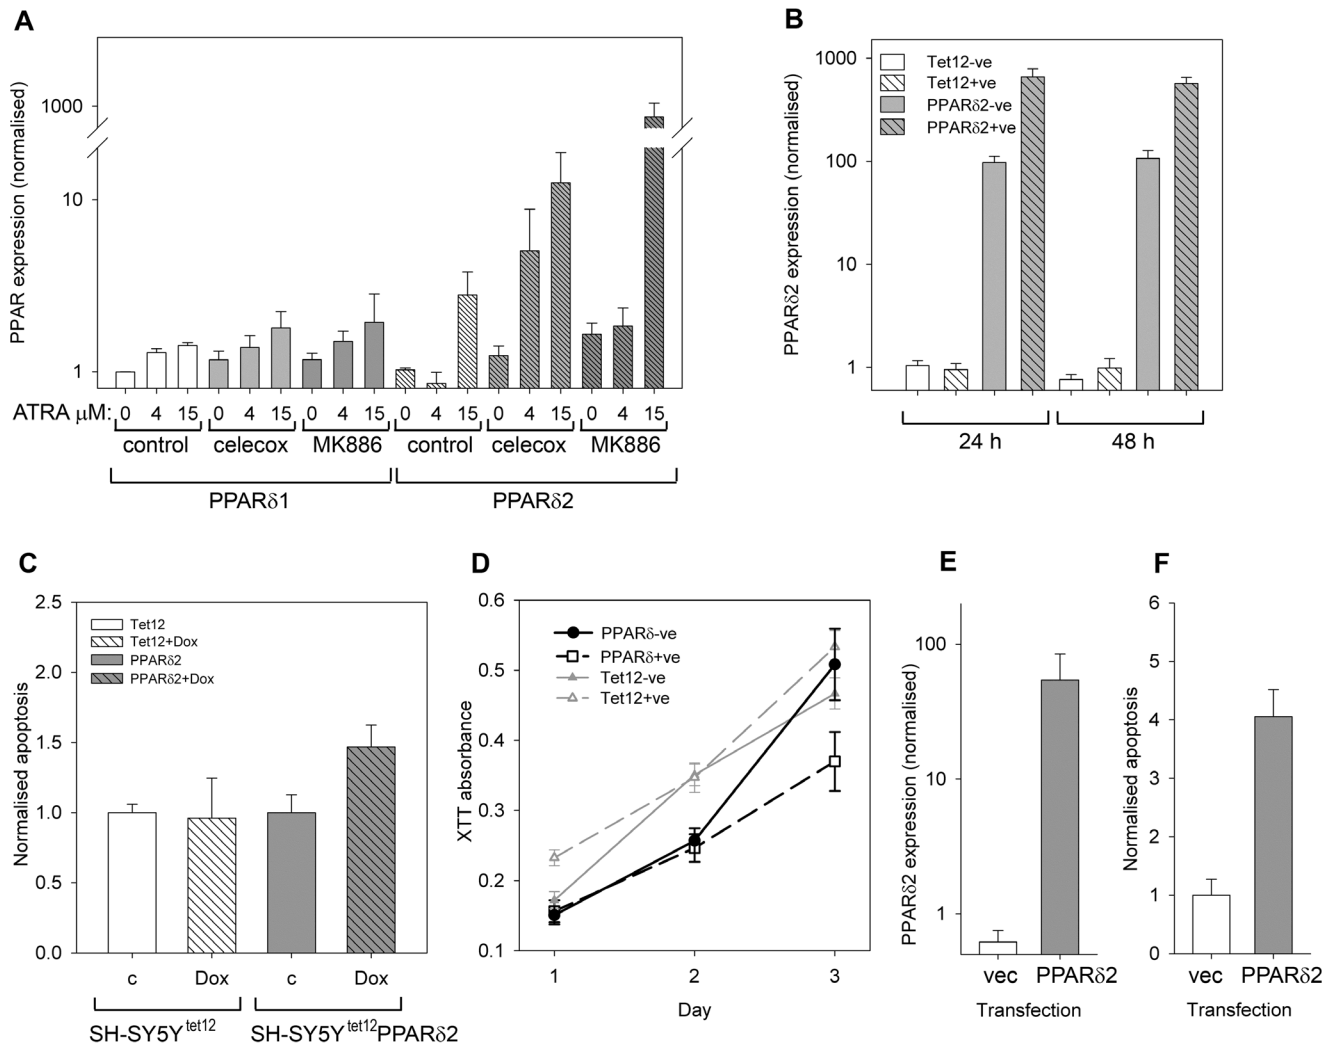 A
PPAR expression (normalised)
1000
10
1
ATRA μM: 0 4 15 0 4 15 0 4 15 0 4 15 0 4 15 0 4 15
control celecox MK886 control celecox MK886
PPARδ1 PPARδ2
B
PPARδ2 expression (normalised)
1000
100
10
1
Tet12-ve
Tet12+ve
PPARδ2-ve
PPARδ2+ve
24 h 48 h
C
Normalised apoptosis
2.5
2.0
1.5
1.0
0.5
0.0
Tet12
Tet12+Dox
PPARδ2
PPARδ2+Dox
c Dox c Dox
SH-SY5Y^tet12 SH-SY5Y^tet12PPARδ2
D
XTT absorbance
0.6
0.5
0.4
0.3
0.2
0.1
PPARδ-ve
PPARδ+ve
Tet12-ve
Tet12+ve
1 2 3
Day
E
PPARδ2 expression (normalised)
100
10
1
vec PPARδ2
Transfection
F
Normalised apoptosis
6
5
4
3
2
1
0
vec PPARδ2
Transfection